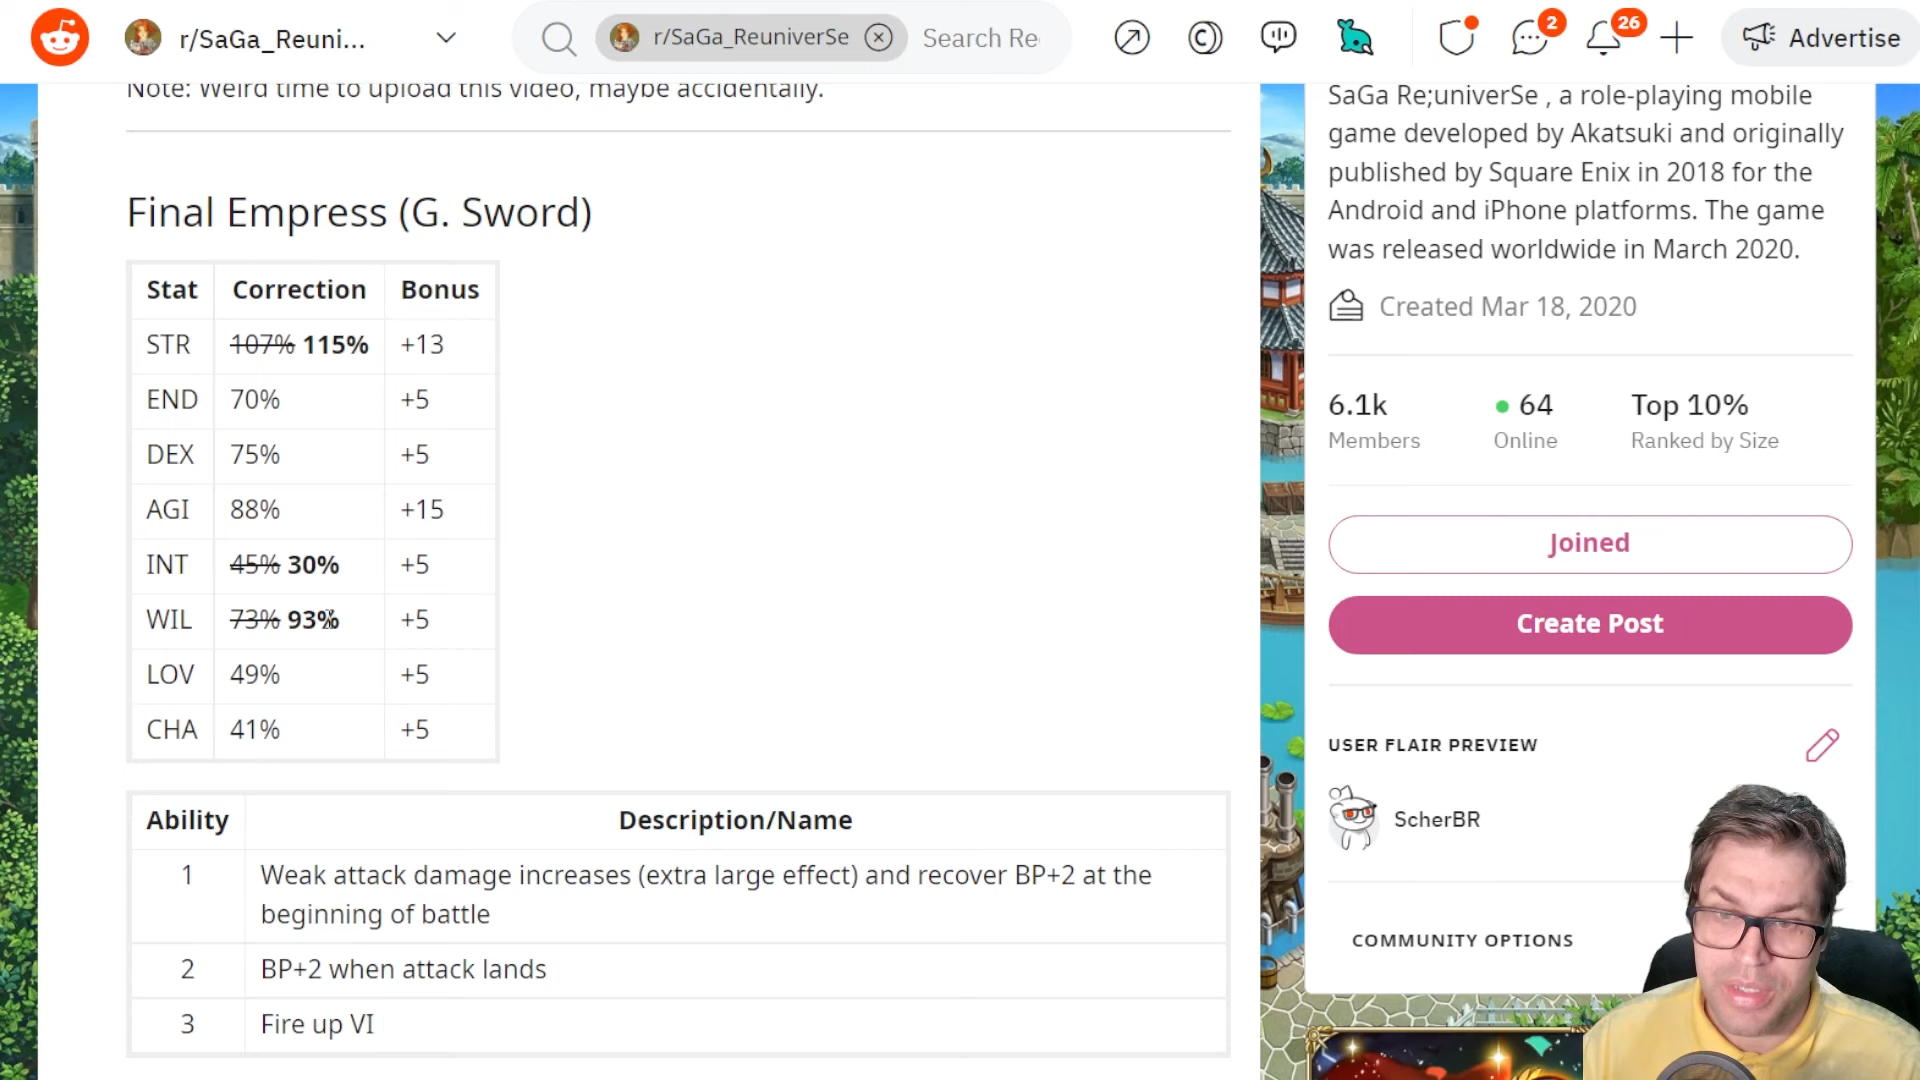 r/SaGa_Reuni...
r/SaGa_ReuniverSe
Search Re
2
26
Advertise
Note: Weird time to upload this video, maybe accidentally.
Final Empress (G. Sword)
Stat Correction Bonus
STR 107% 115% +13
END 70% +5
DEX 75% +5
AGI 88% +15
INT 45% 30% +5
WIL 73% 93% +5
LOV 49% +5
CHA 41% +5
Ability Description/Name
1 Weak attack damage increases (extra large effect) and recover BP+2 at the
beginning of battle
2 BP+2 when attack lands
3 Fire up VI
SaGa Re;univerSe , a role-playing mobile
game developed by Akatsuki and originally
published by Square Enix in 2018 for the
Android and iPhone platforms. The game
was released worldwide in March 2020.
Created Mar 18, 2020
6.1k 64 Top 10%
Members Online Ranked by Size
Joined
Create Post
USER FLAIR PREVIEW
ScherBR
COMMUNITY OPTIONS